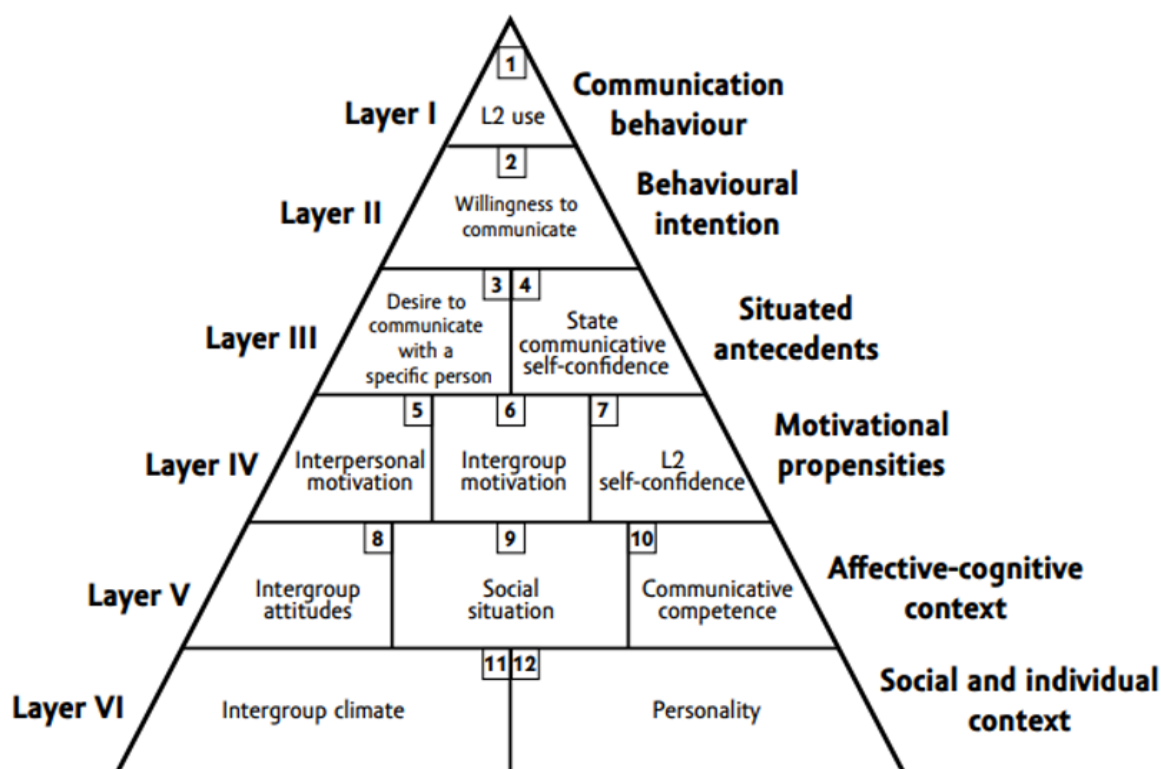 1
Layer I
L2 use
Communication
behaviour
2
Layer II
Willingness to
communicate
Behavioural
intention
3 4
Layer III
Desire to
communicate
with a
specific person
State
communicative
self-confidence
Situated
antecedents
5 6 7
Layer IV
Interpersonal
motivation
Intergroup
motivation
L2
self-confidence
Motivational
propensities
8 9 10
Layer V
Intergroup
attitudes
Social
situation
Communicative
competence
Affective-cognitive
context
11 12
Layer VI
Intergroup climate
Personality
Social and individual
context